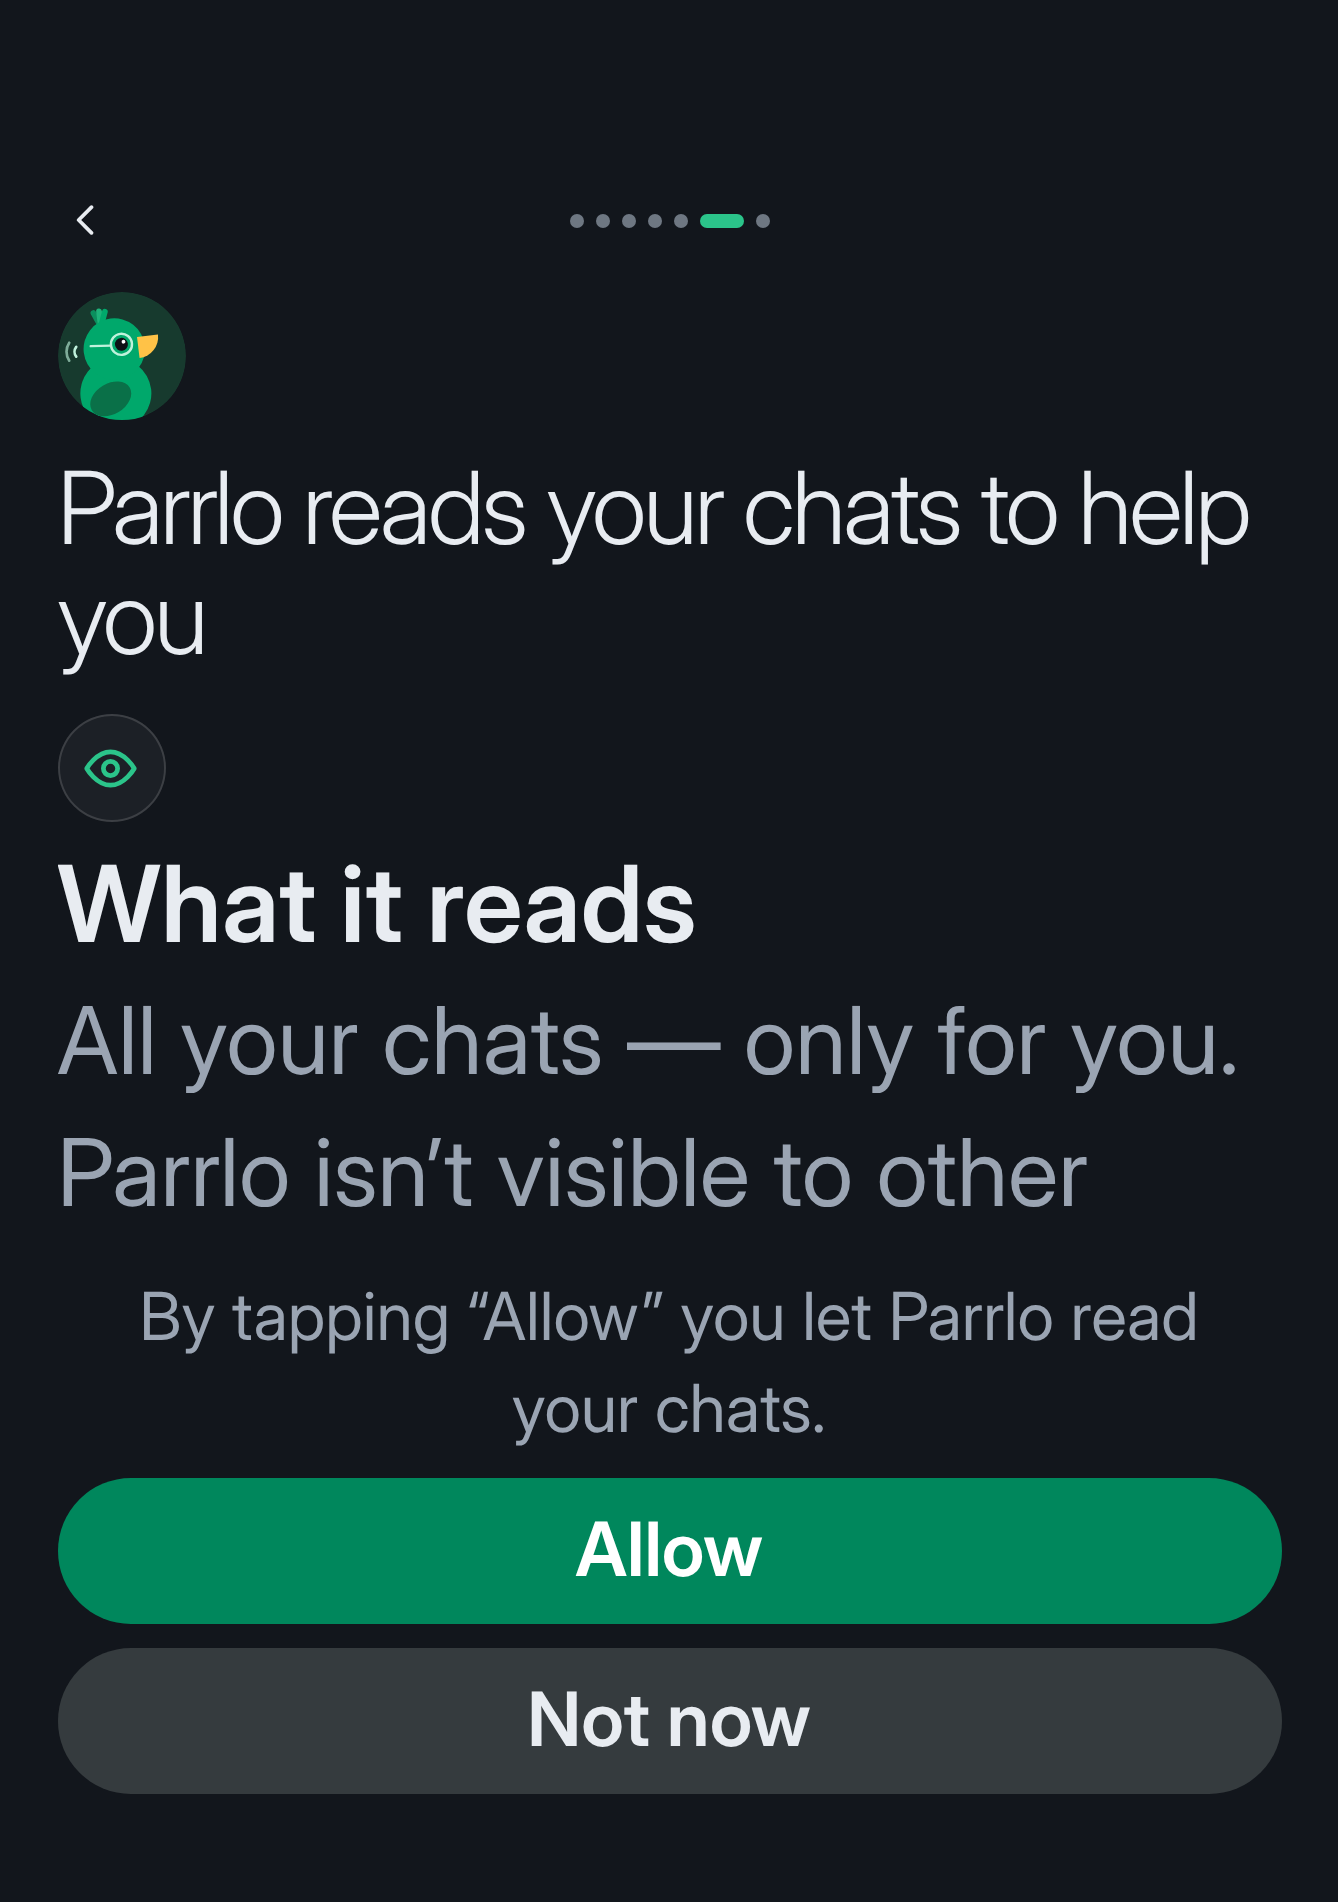 Parrlo reads your chats to help
you
What it reads
All your chats — only for you.
Parrlo isn’t visible to other
By tapping “Allow” you let Parrlo read
your chats.
Allow
Not now